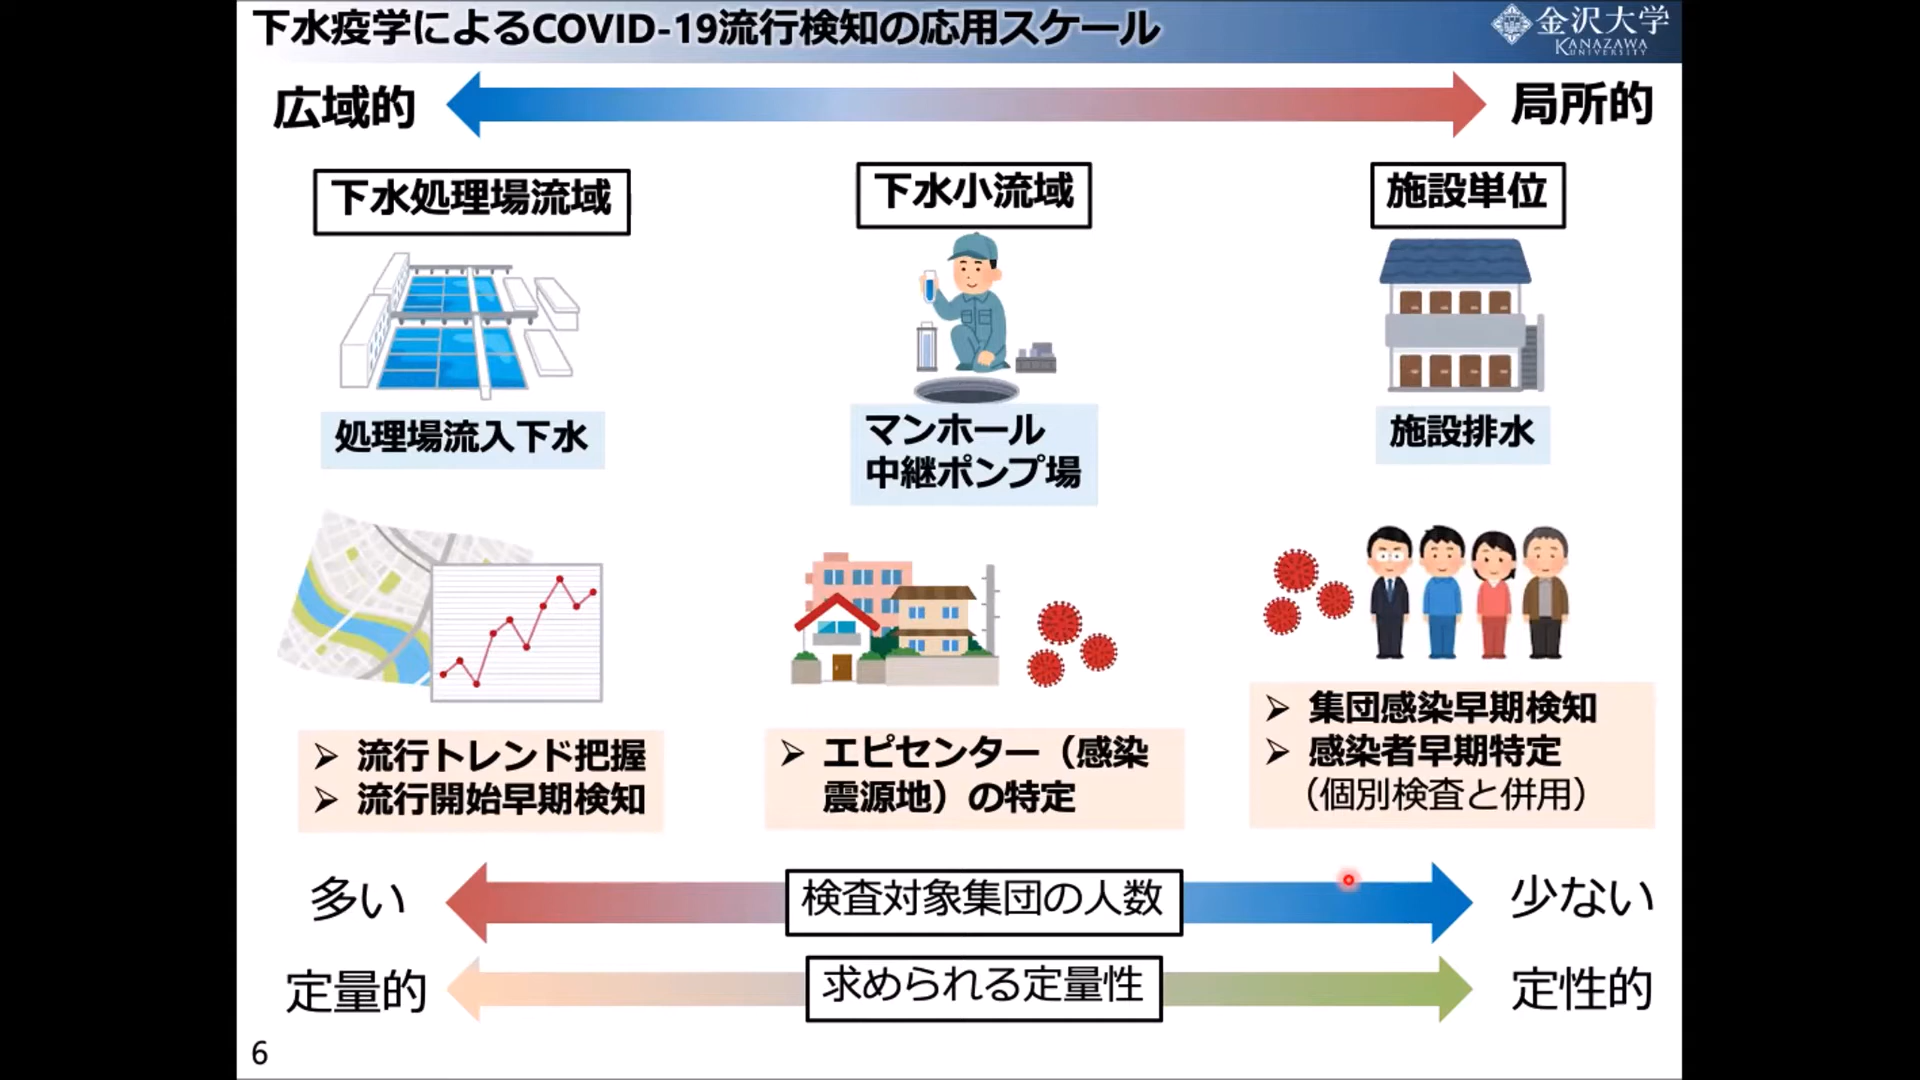 下水疫学によるCOVID-19流行検知の応用スケール
金沢大学
KANAZAWA
UNIVERSITY
広域的
局所的
下水処理場流域
下水小流域
施設単位
処理場流入下水
マンホール
中継ポンプ場
施設排水
➢ 流行トレンド把握
➢ 流行開始早期検知
➢ エピセンター（感染
震源地）の特定
➢ 集団感染早期検知
➢ 感染者早期特定
（個別検査と併用）
多い
検査対象集団の人数
少ない
定量的
求められる定量性
定性的
6